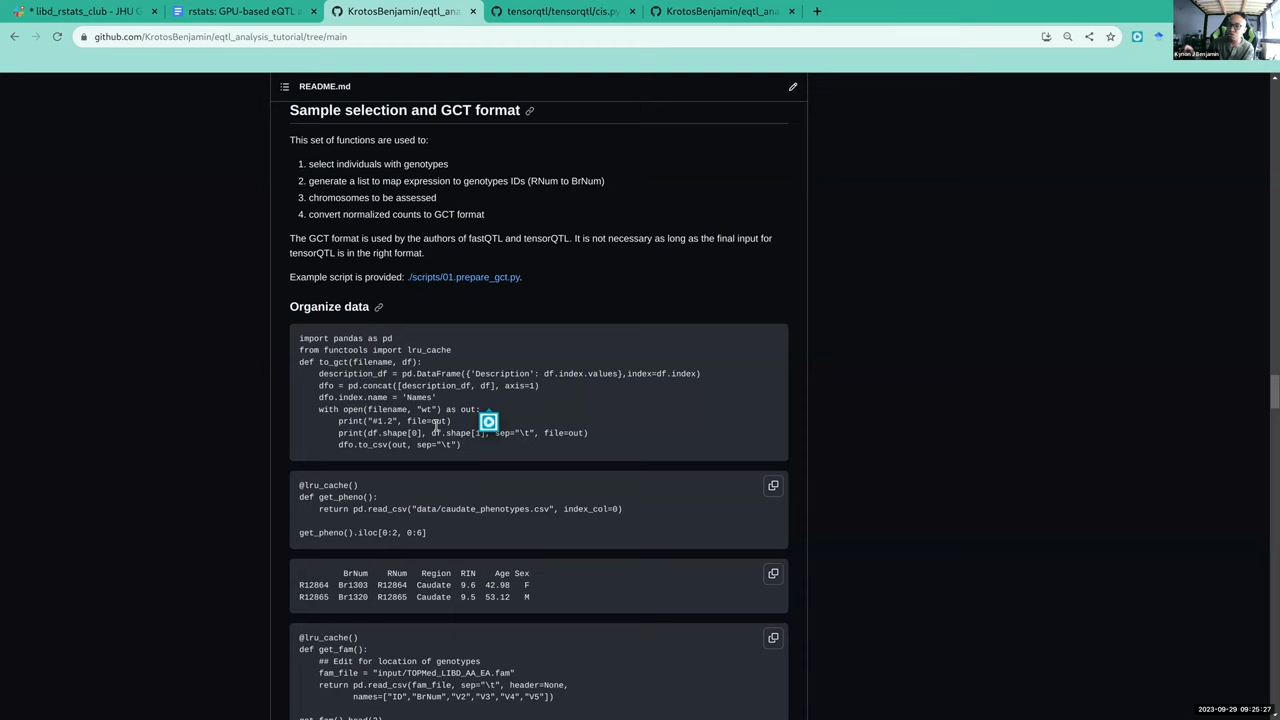 * libd_rstats_club - JHU G
rstats: GPU-based eQTL a
KrotosBenjamin/eqtl_ana
tensorqtl/tensorqtl/cis.py
KrotosBenjamin/eqtl_ana
github.com/KrotosBenjamin/eqtl_analysis_tutorial/tree/main
Kynon J Benjamin
README.md
Sample selection and GCT format
This set of functions are used to:
1. select individuals with genotypes
2. generate a list to map expression to genotypes IDs (RNum to BrNum)
3. chromosomes to be assessed
4. convert normalized counts to GCT format
The GCT format is used by the authors of fastQTL and tensorQTL. It is not necessary as long as the final input for
tensorQTL is in the right format.
Example script is provided: ./scripts/01.prepare_gct.py.
Organize data
import pandas as pd
from functools import lru_cache
def to_gct(filename, df):
description_df = pd.DataFrame({'Description': df.index.values},index=df.index)
dfo = pd.concat([description_df, df], axis=1)
dfo.index.name = 'Names'
with open(filename, "wt") as out:
print("#1.2", file=out)
print(df.shape[0], df.shape[1], sep="\t", file=out)
dfo.to_csv(out, sep="\t")
@lru_cache()
def get_pheno():
return pd.read_csv("data/caudate_phenotypes.csv", index_col=0)
get_pheno().iloc[0:2, 0:6]
BrNum RNum Region RIN Age Sex
R12864 Br1303 R12864 Caudate 9.6 42.98 F
R12865 Br1320 R12865 Caudate 9.5 53.12 M
@lru_cache()
def get_fam():
## Edit for location of genotypes
fam_file = "input/TOPMed_LIBD_AA_EA.fam"
return pd.read_csv(fam_file, sep="\t", header=None,
names=["ID","BrNum","V2","V3","V4","V5"])
2023-09-29 09:25:27